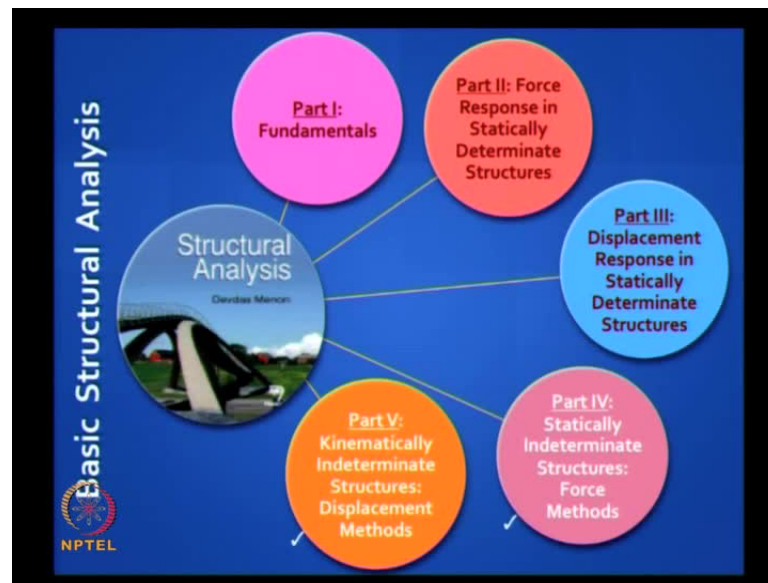 Basic Structural Analysis
Part I:
Fundamentals
Part II: Force
Response in
Statically
Determinate
Structures
Part III:
Displacement
Response in
Statically
Determinate
Structures
Part IV:
Statically
Indeterminate
Structures:
Force
Methods
Part V:
Kinematically
Indeterminate
Structures:
Displacement
Methods
Structural
Analysis
Devdas Menon
NPTEL